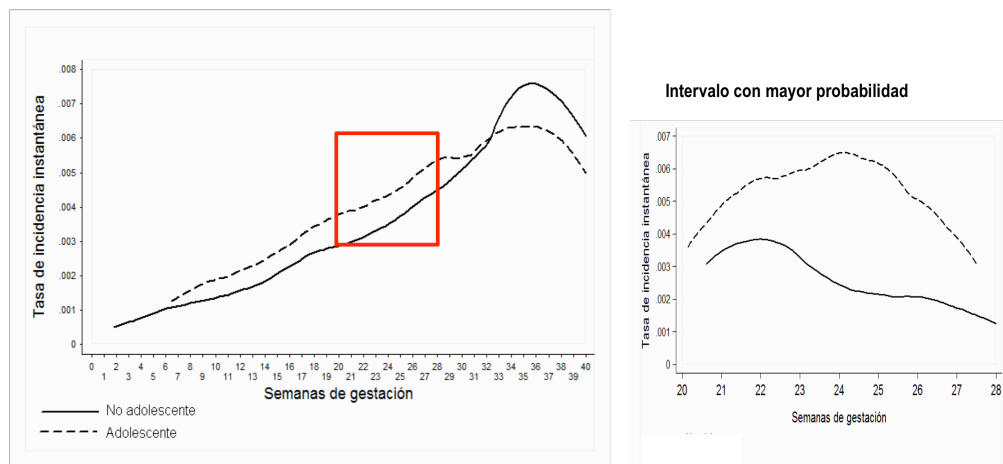 Tasa de incidencia instantánea
.008
.007
.006
.005
.004
.003
.002
.001
0
0 2 4 6 8 10 12 14 16 18 20 22 24 26 28 30 32 34 36 38 40
1 3 5 7 9 11 13 15 17 19 21 23 25 27 29 31 33 35 37 39
Semanas de gestación
No adolescente
Adolescente
Intervalo con mayor probabilidad
Tasa de incidencia instantánea
.007
.006
.005
.004
.003
.002
.001
0
20 21 22 23 24 25 26 27 28
Semanas de gestación